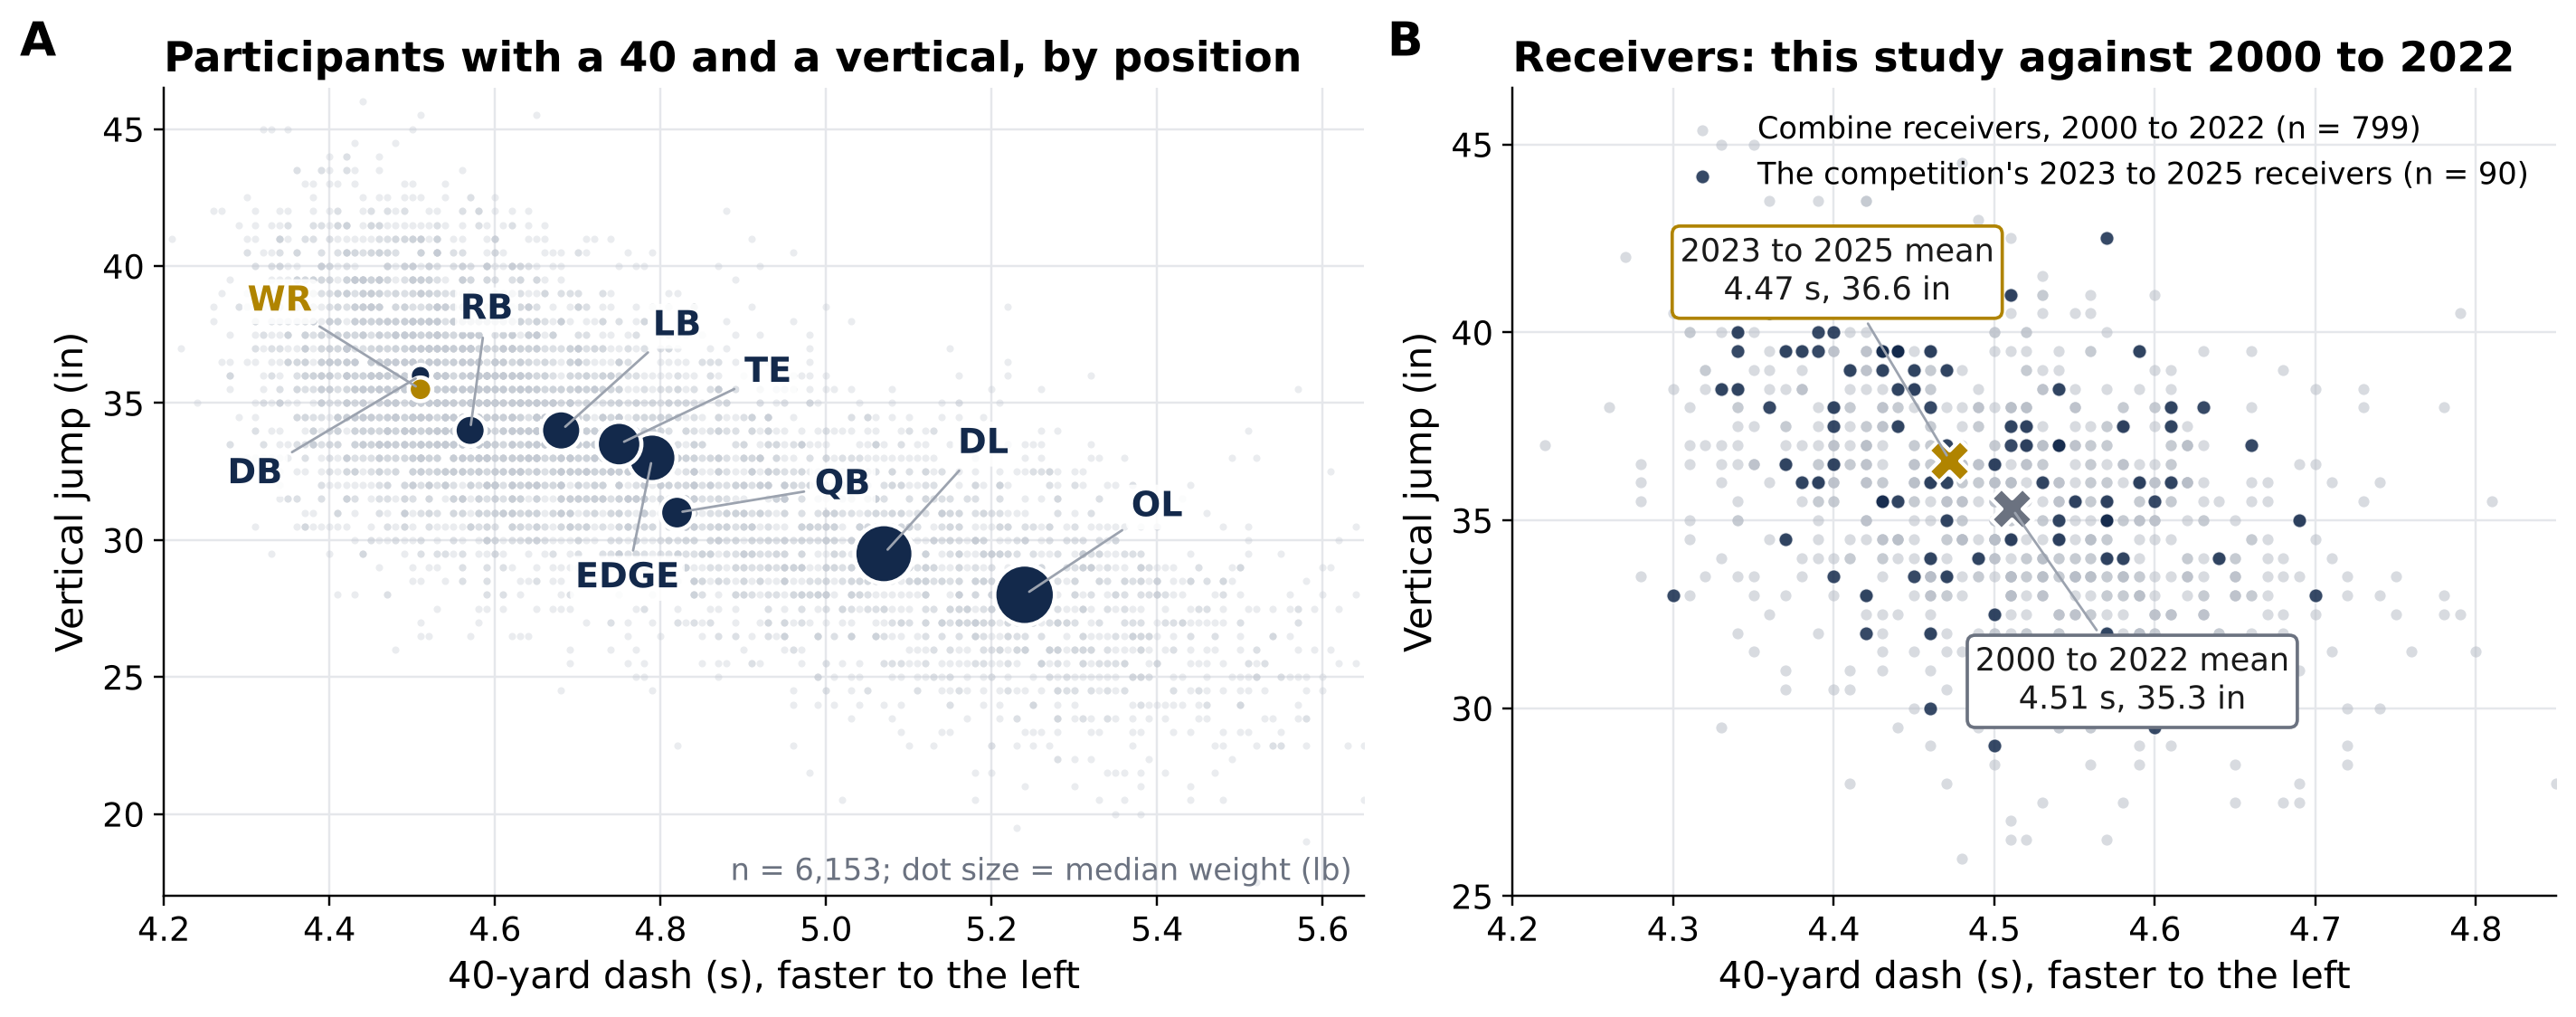 A
Participants with a 40 and a vertical, by position
Vertical jump (in)
45
40
35
30
25
20
WR
RB
LB
TE
DB
DL
QB
OL
EDGE
n = 6,153; dot size = median weight (lb)
4.2 4.4 4.6 4.8 5.0 5.2 5.4 5.6
40-yard dash (s), faster to the left
B
Receivers: this study against 2000 to 2022
Vertical jump (in)
45
40
35
30
25
Combine receivers, 2000 to 2022 (n = 799)
The competition's 2023 to 2025 receivers (n = 90)
2023 to 2025 mean
4.47 s, 36.6 in
2000 to 2022 mean
4.51 s, 35.3 in
4.2 4.3 4.4 4.5 4.6 4.7 4.8
40-yard dash (s), faster to the left